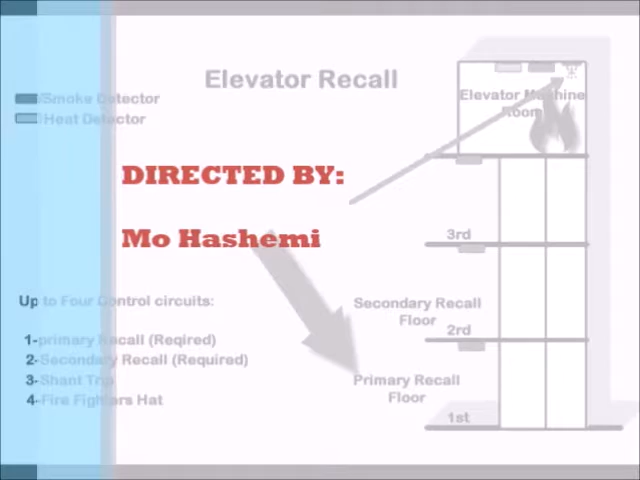 Elevator Recall
Smoke Detector
Heat Detector
Elevator Machine
Room
DIRECTED BY:
Mo Hashemi
3rd
Up to Four Control circuits:
Secondary Recall
Floor
2rd
1-primary Recall (Reqired)
2-Secondary Recall (Required)
3-Shant Trip
4-Fire Fighters Hat
Primary Recall
Floor
1st